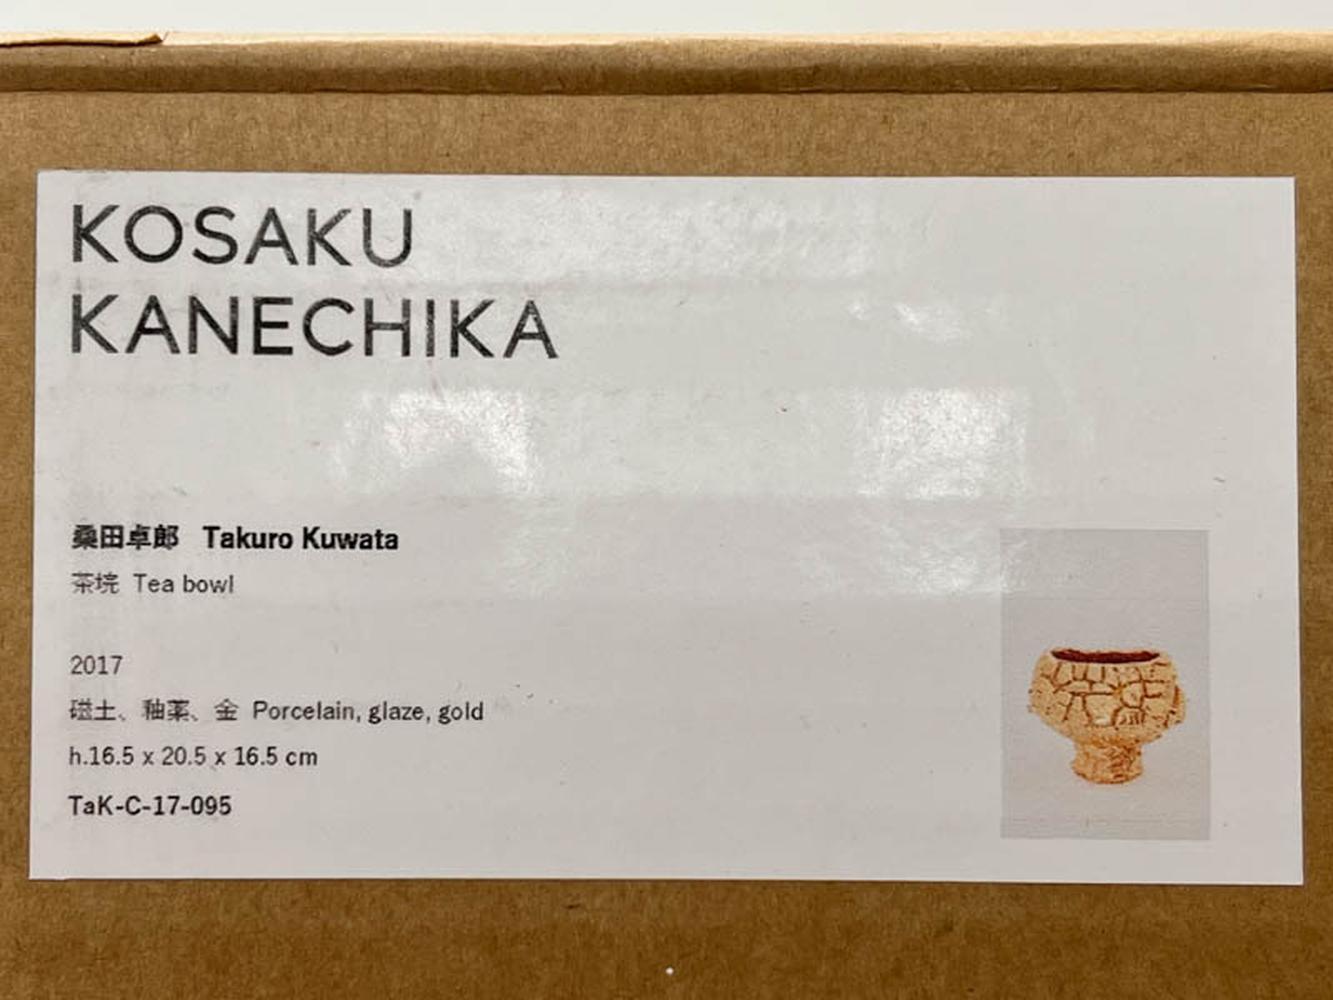 KOSAKU
KANECHIKA
桑田卓郎 Takuro Kuwata
茶垸 Tea bowl
2017
磁土、釉薬、金 Porcelain, glaze, gold
h.16.5 x 20.5 x 16.5 cm
TaK-C-17-095